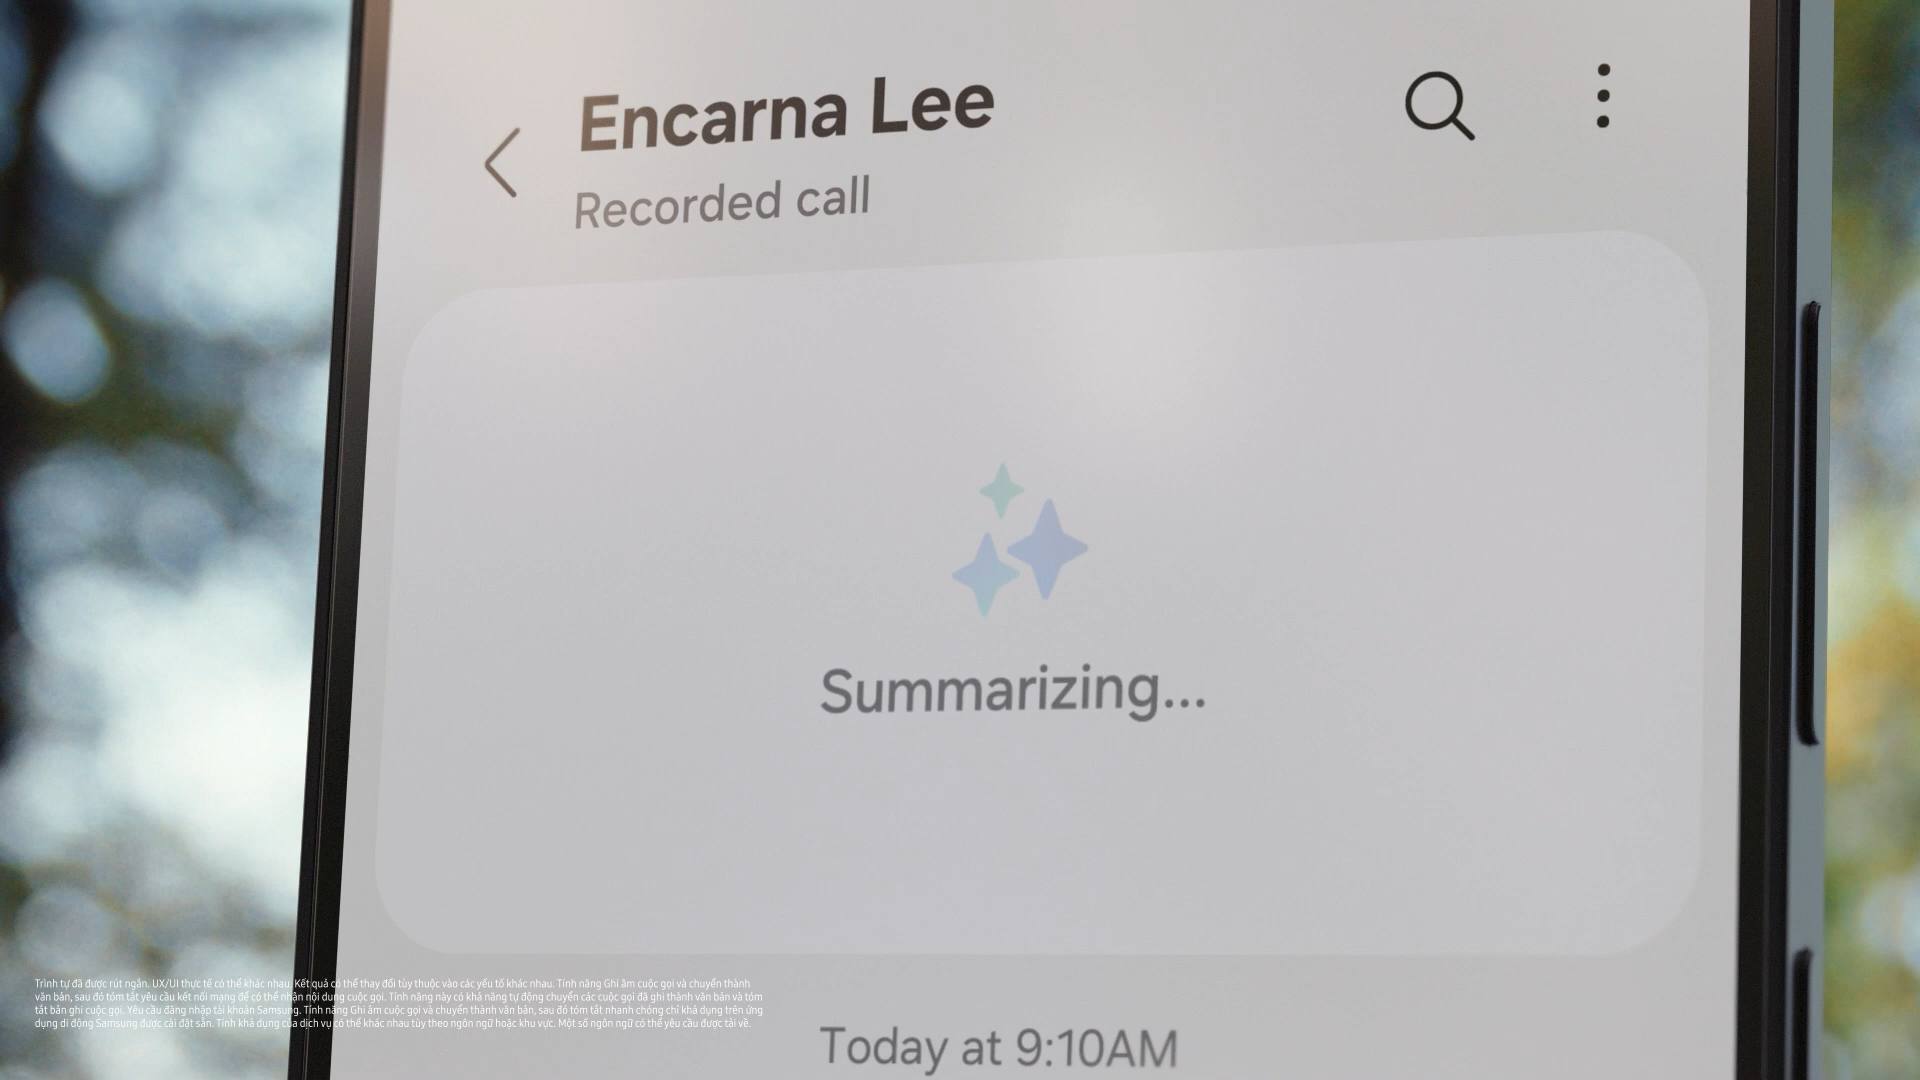 Encarna Lee
Recorded call
Summarizing...
Trình tự đã được rút ngắn. UX/UI thực tế có thể khác nhau. Kết quả có thể thay đổi tùy thuộc vào các yếu tố khác nhau. Tính năng Ghi âm cuộc gọi và chuyển thành
văn bản, sau đó tóm tắt yêu cầu kết nối mạng để có thể nhận nội dung cuộc gọi. Tính năng này có khả năng tự động chuyển các cuộc gọi đã ghi thành văn bản và tóm
tắt bản ghi cuộc gọi. Yêu cầu đăng nhập tài khoản Samsung. Tính năng Ghi âm cuộc gọi và chuyển thành văn bản, sau đó tóm tắt nhanh chóng chỉ khả dụng trên ứng
dụng di động Samsung được cài đặt sẵn. Tính khả dụng của dịch vụ có thể khác nhau tùy theo ngôn ngữ hoặc khu vực. Một số ngôn ngữ có thể yêu cầu được tải về.
Today at 9:10AM